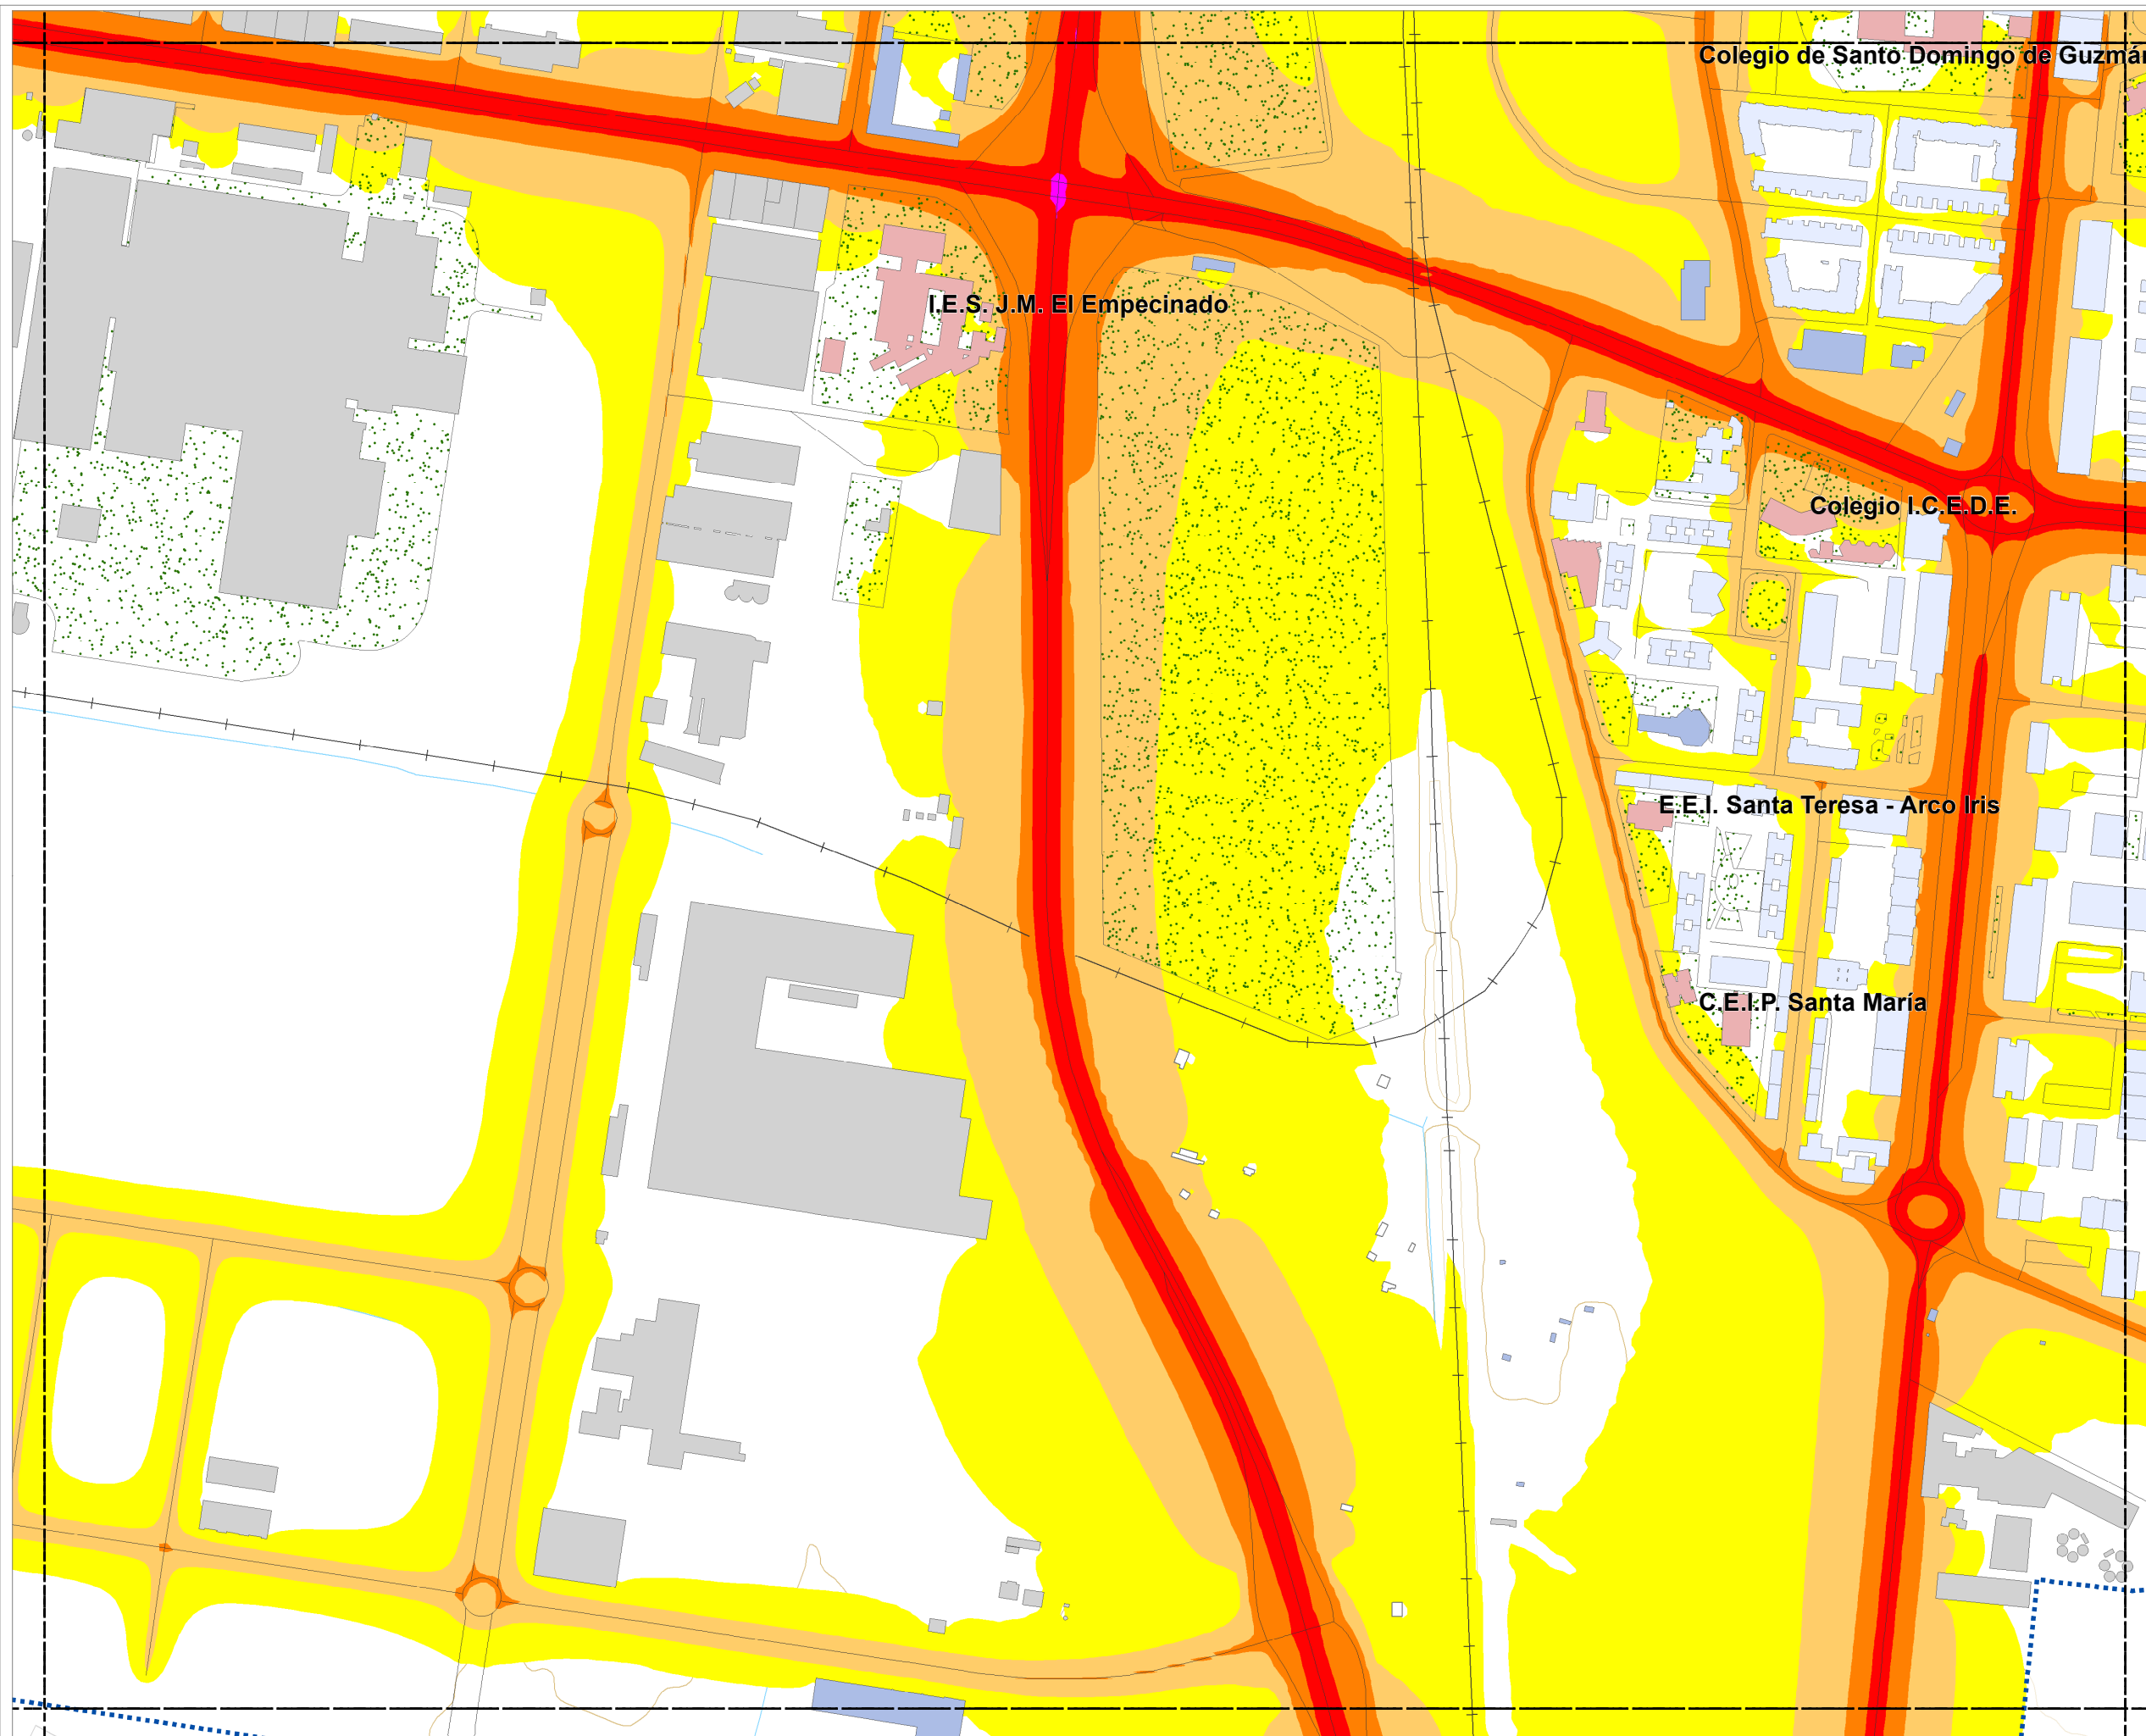 Colegio de Santo Domingo de Guzmán
I.E.S. J.M. El Empecinado
Colegio I.C.E.D.E.
E.E.I. Santa Teresa - Arco Iris
C.E.I.P. Santa María